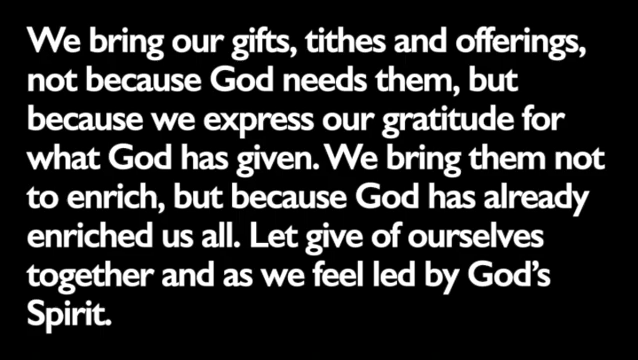 We bring our gifts, tithes and offerings,
not because God needs them, but
because we express our gratitude for
what God has given. We bring them not
to enrich, but because God has already
enriched us all. Let give of ourselves
together and as we feel led by God's
Spirit.